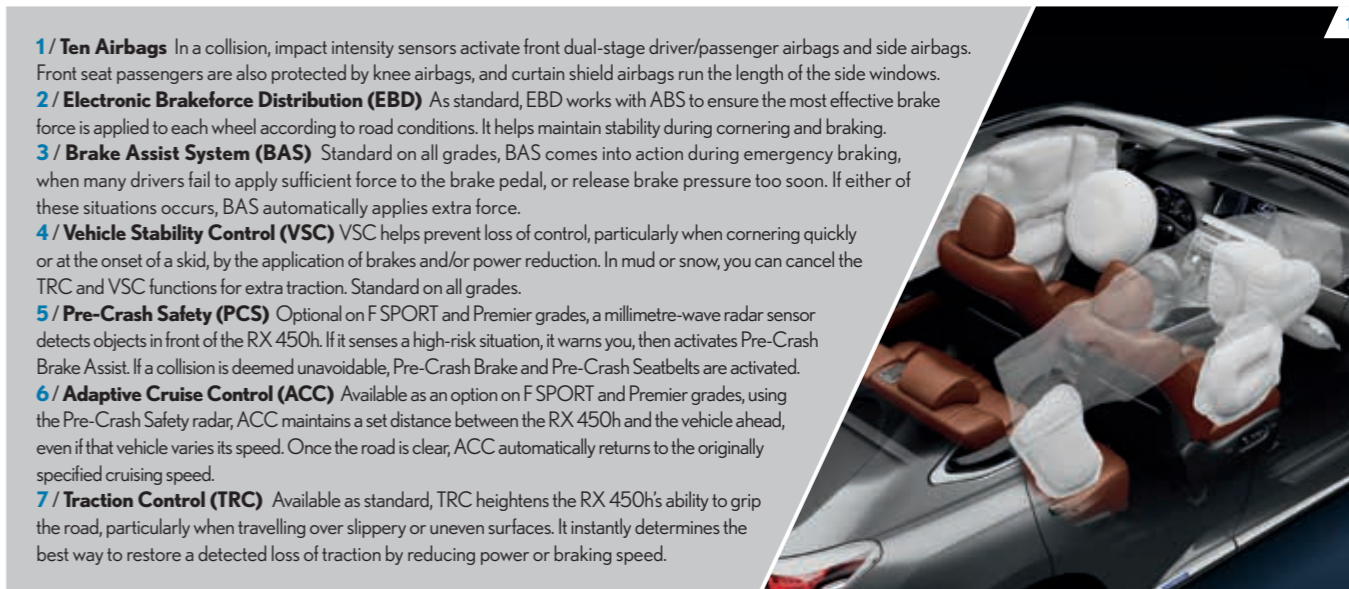 1 / Ten Airbags In a collision, impact intensity sensors activate front dual-stage driver/passenger airbags and side airbags.
Front seat passengers are also protected by knee airbags, and curtain shield airbags run the length of the side windows.
2 / Electronic Brakeforce Distribution (EBD) As standard, EBD works with ABS to ensure the most effective brake
force is applied to each wheel according to road conditions. It helps maintain stability during cornering and braking.
3 / Brake Assist System (BAS) Standard on all grades, BAS comes into action during emergency braking,
when many drivers fail to apply sufficient force to the brake pedal, or release brake pressure too soon. If either of
these situations occurs, BAS automatically applies extra force.
4 / Vehicle Stability Control (VSC) VSC helps prevent loss of control, particularly when cornering quickly
or at the onset of a skid, by the application of brakes and/or power reduction. In mud or snow, you can cancel the
TRC and VSC functions for extra traction. Standard on all grades.
5 / Pre-Crash Safety (PCS) Optional on F SPORT and Premier grades, a millimetre-wave radar sensor
detects objects in front of the RX 450h. If it senses a high-risk situation, it warns you, then activates Pre-Crash
Brake Assist. If a collision is deemed unavoidable, Pre-Crash Brake and Pre-Crash Seatbelts are activated.
6 / Adaptive Cruise Control (ACC) Available as an option on F SPORT and Premier grades, using
the Pre-Crash Safety radar, ACC maintains a set distance between the RX 450h and the vehicle ahead,
even if that vehicle varies its speed. Once the road is clear, ACC automatically returns to the originally
specified cruising speed.
7 / Traction Control (TRC) Available as standard, TRC heightens the RX 450h's ability to grip
the road, particularly when travelling over slippery or uneven surfaces. It instantly determines the
best way to restore a detected loss of traction by reducing power or braking speed.